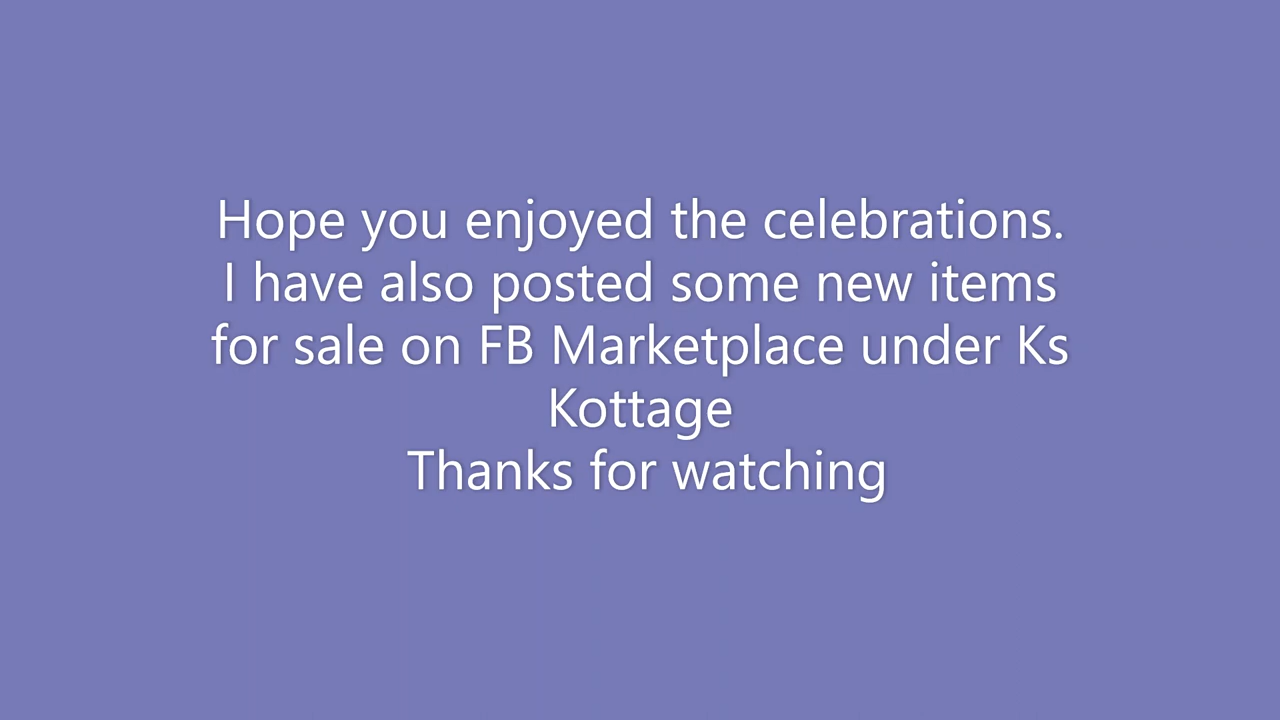 Hope you enjoyed the celebrations.
I have also posted some new items
for sale on FB Marketplace under Ks
Kottage
Thanks for watching